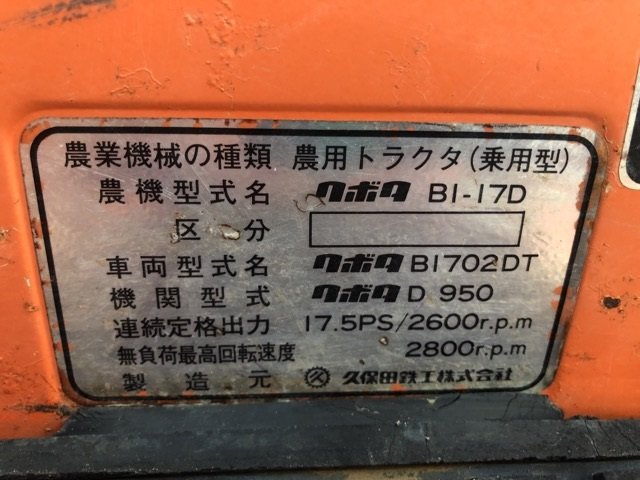 農業機械の種類 農用トラクタ(乗用型)
農機型式名 クボタ B1-17D
区分
車両型式名 クボタ B1702DT
機関型式 クボタ D 950
連続定格出力 17.5PS/2600r.p.m
無負荷最高回転速度 2800r.p.m
製造元 久保田鉄工株式会社